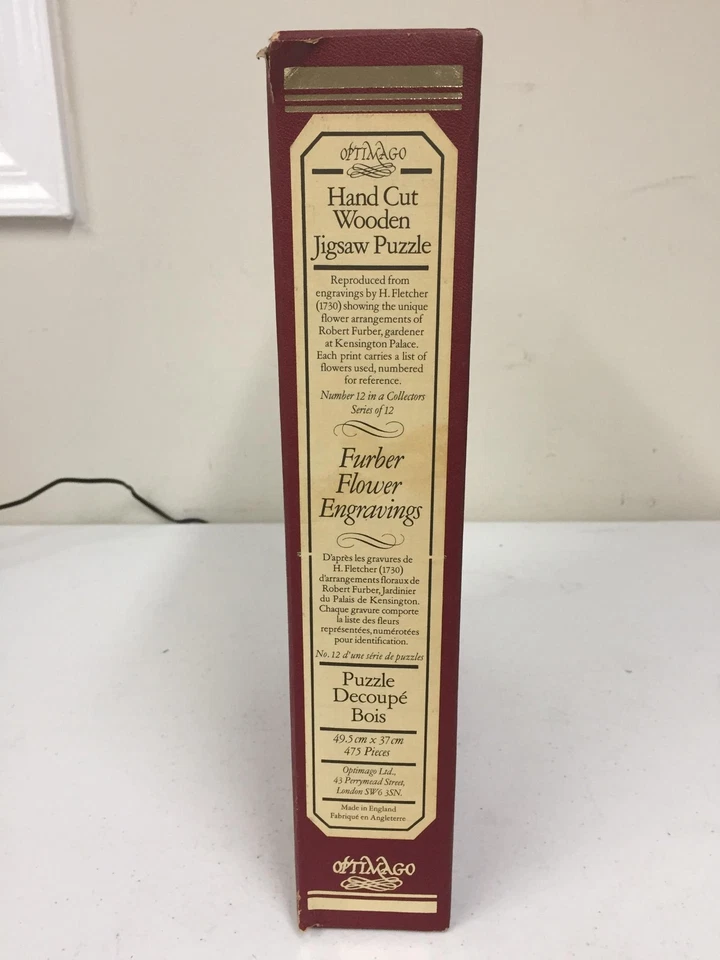 OPTIMAGO
Hand Cut
Wooden
Jigsaw Puzzle
Reproduced from
engravings by H. Fletcher
(1730) showing the unique
flower arrangements of
Robert Furber, gardener
at Kensington Palace.
Each print carries a list of
flowers used, numbered
for reference.
Number 12 in a Collectors
Series of 12
Furber
Flower
Engravings
D'après les gravures de
H. Fletcher (1730)
d'arrangements floraux de
Robert Furber, Jardinier
du Palais de Kensington.
Chaque gravure comporte
la liste des fleurs
représentées, numérotées
pour identification.
No. 12 d'une série de puzzles
Puzzle
Decoupé
Bois
49.5 cm x 37 cm
475 Pieces
Optimago Ltd.,
43 Perrymead Street,
London SW6 3SN.
Made in England
Fabriqué en Angleterre
OPTIMAGO